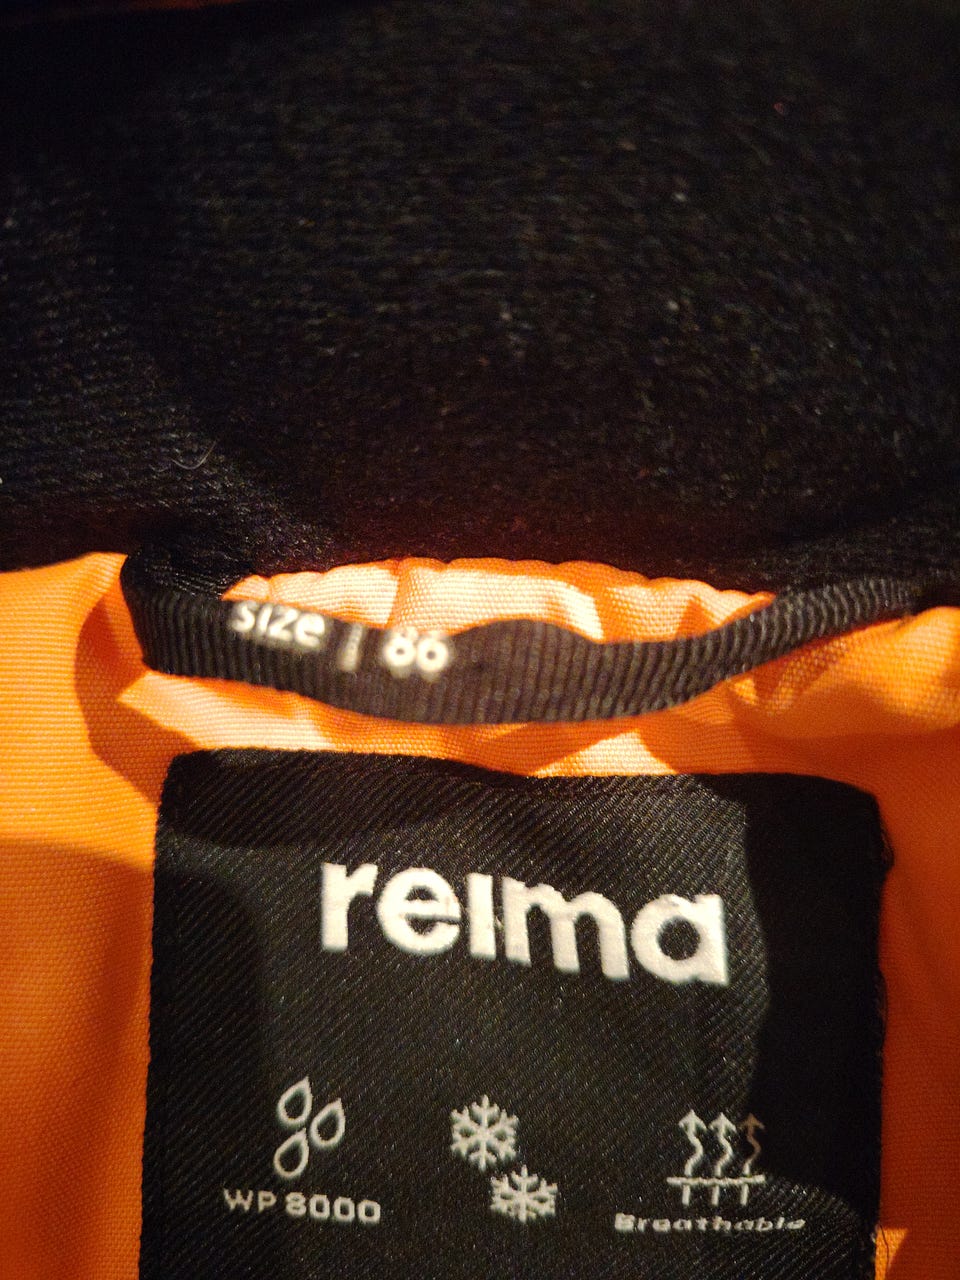 size | 86
reima
WP 8000
Breathable